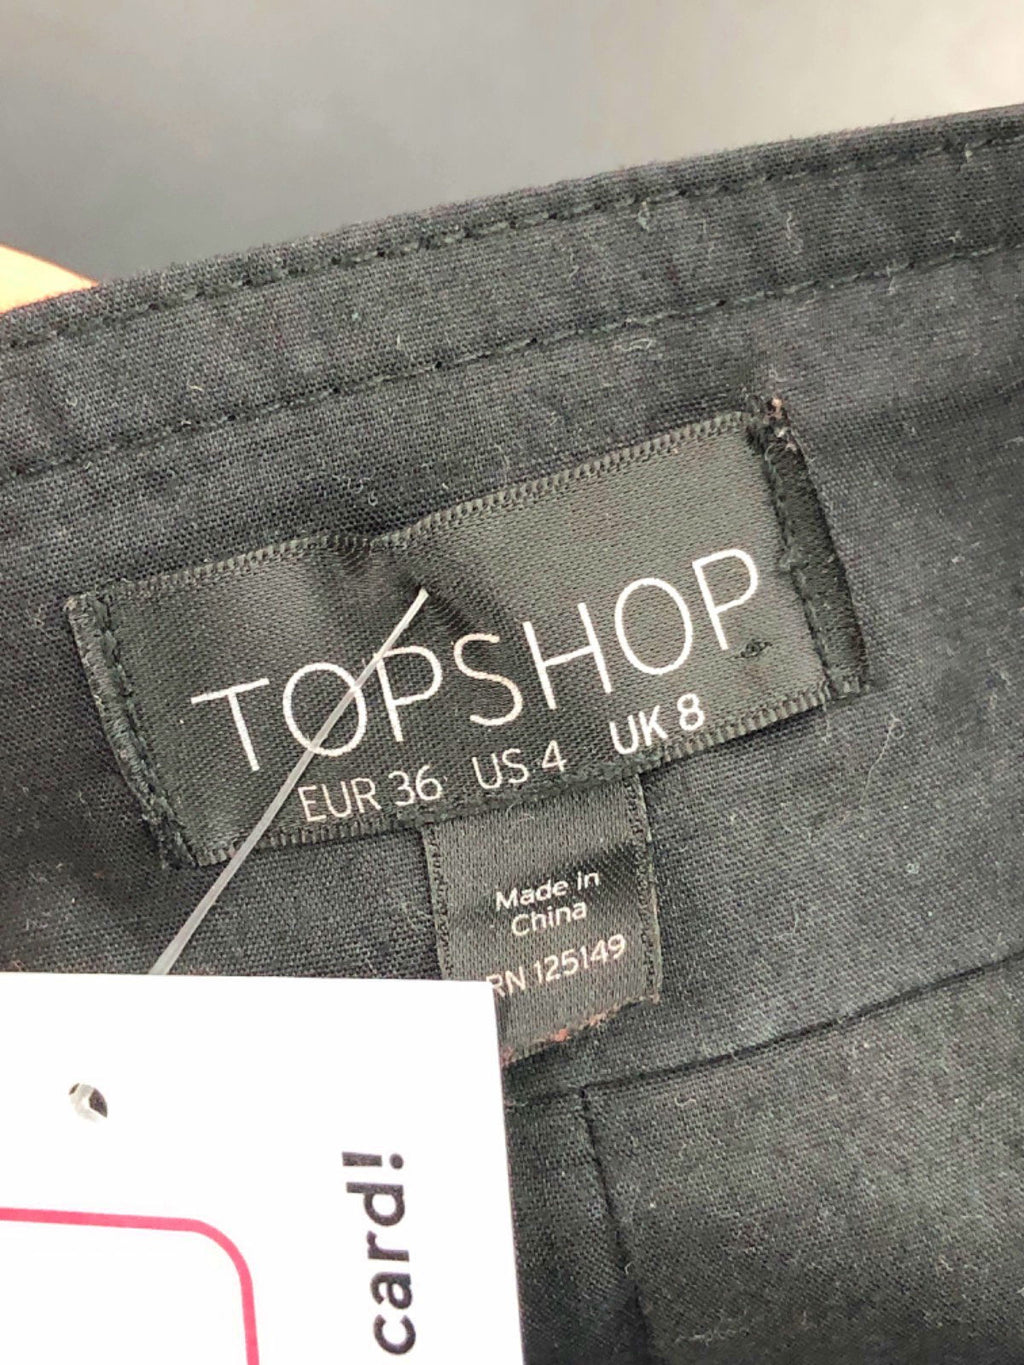 TOPSHOP
EUR 36 US 4 UK 8
Made In
China
RN 125149
card!